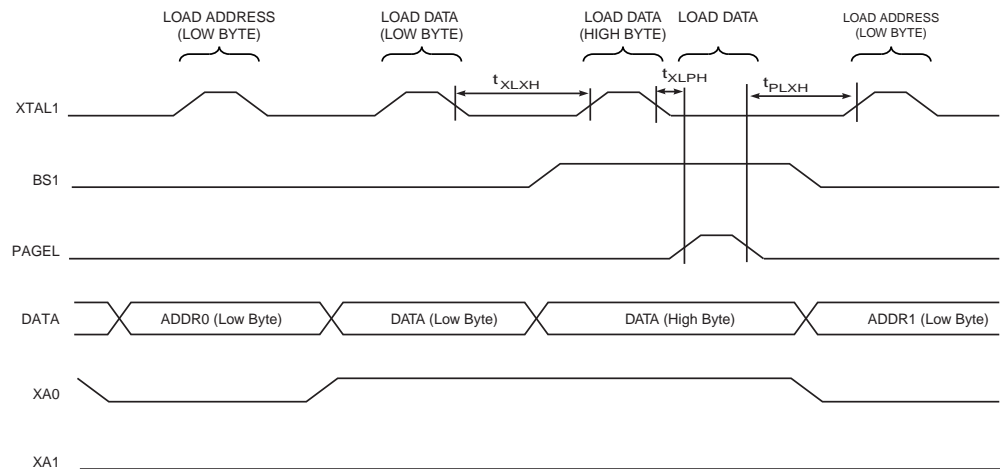 LOAD ADDRESS
(LOW BYTE)
LOAD DATA
(LOW BYTE)
LOAD DATA
(HIGH BYTE)
LOAD DATA
LOAD ADDRESS
(LOW BYTE)
XTAL1
tXLXH
tXLPH
tPLXH
BS1
PAGEL
DATA
ADDR0 (Low Byte)
DATA (Low Byte)
DATA (High Byte)
ADDR1 (Low Byte)
XA0
XA1